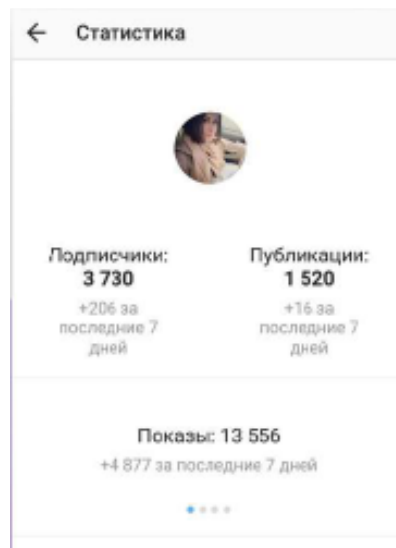 Статистика
Подписчики: Публикации:
3 730 1 520
+206 за +16 за
последние 7 последние 7
дней дней
Показы: 13 556
+4 877 за последние 7 дней